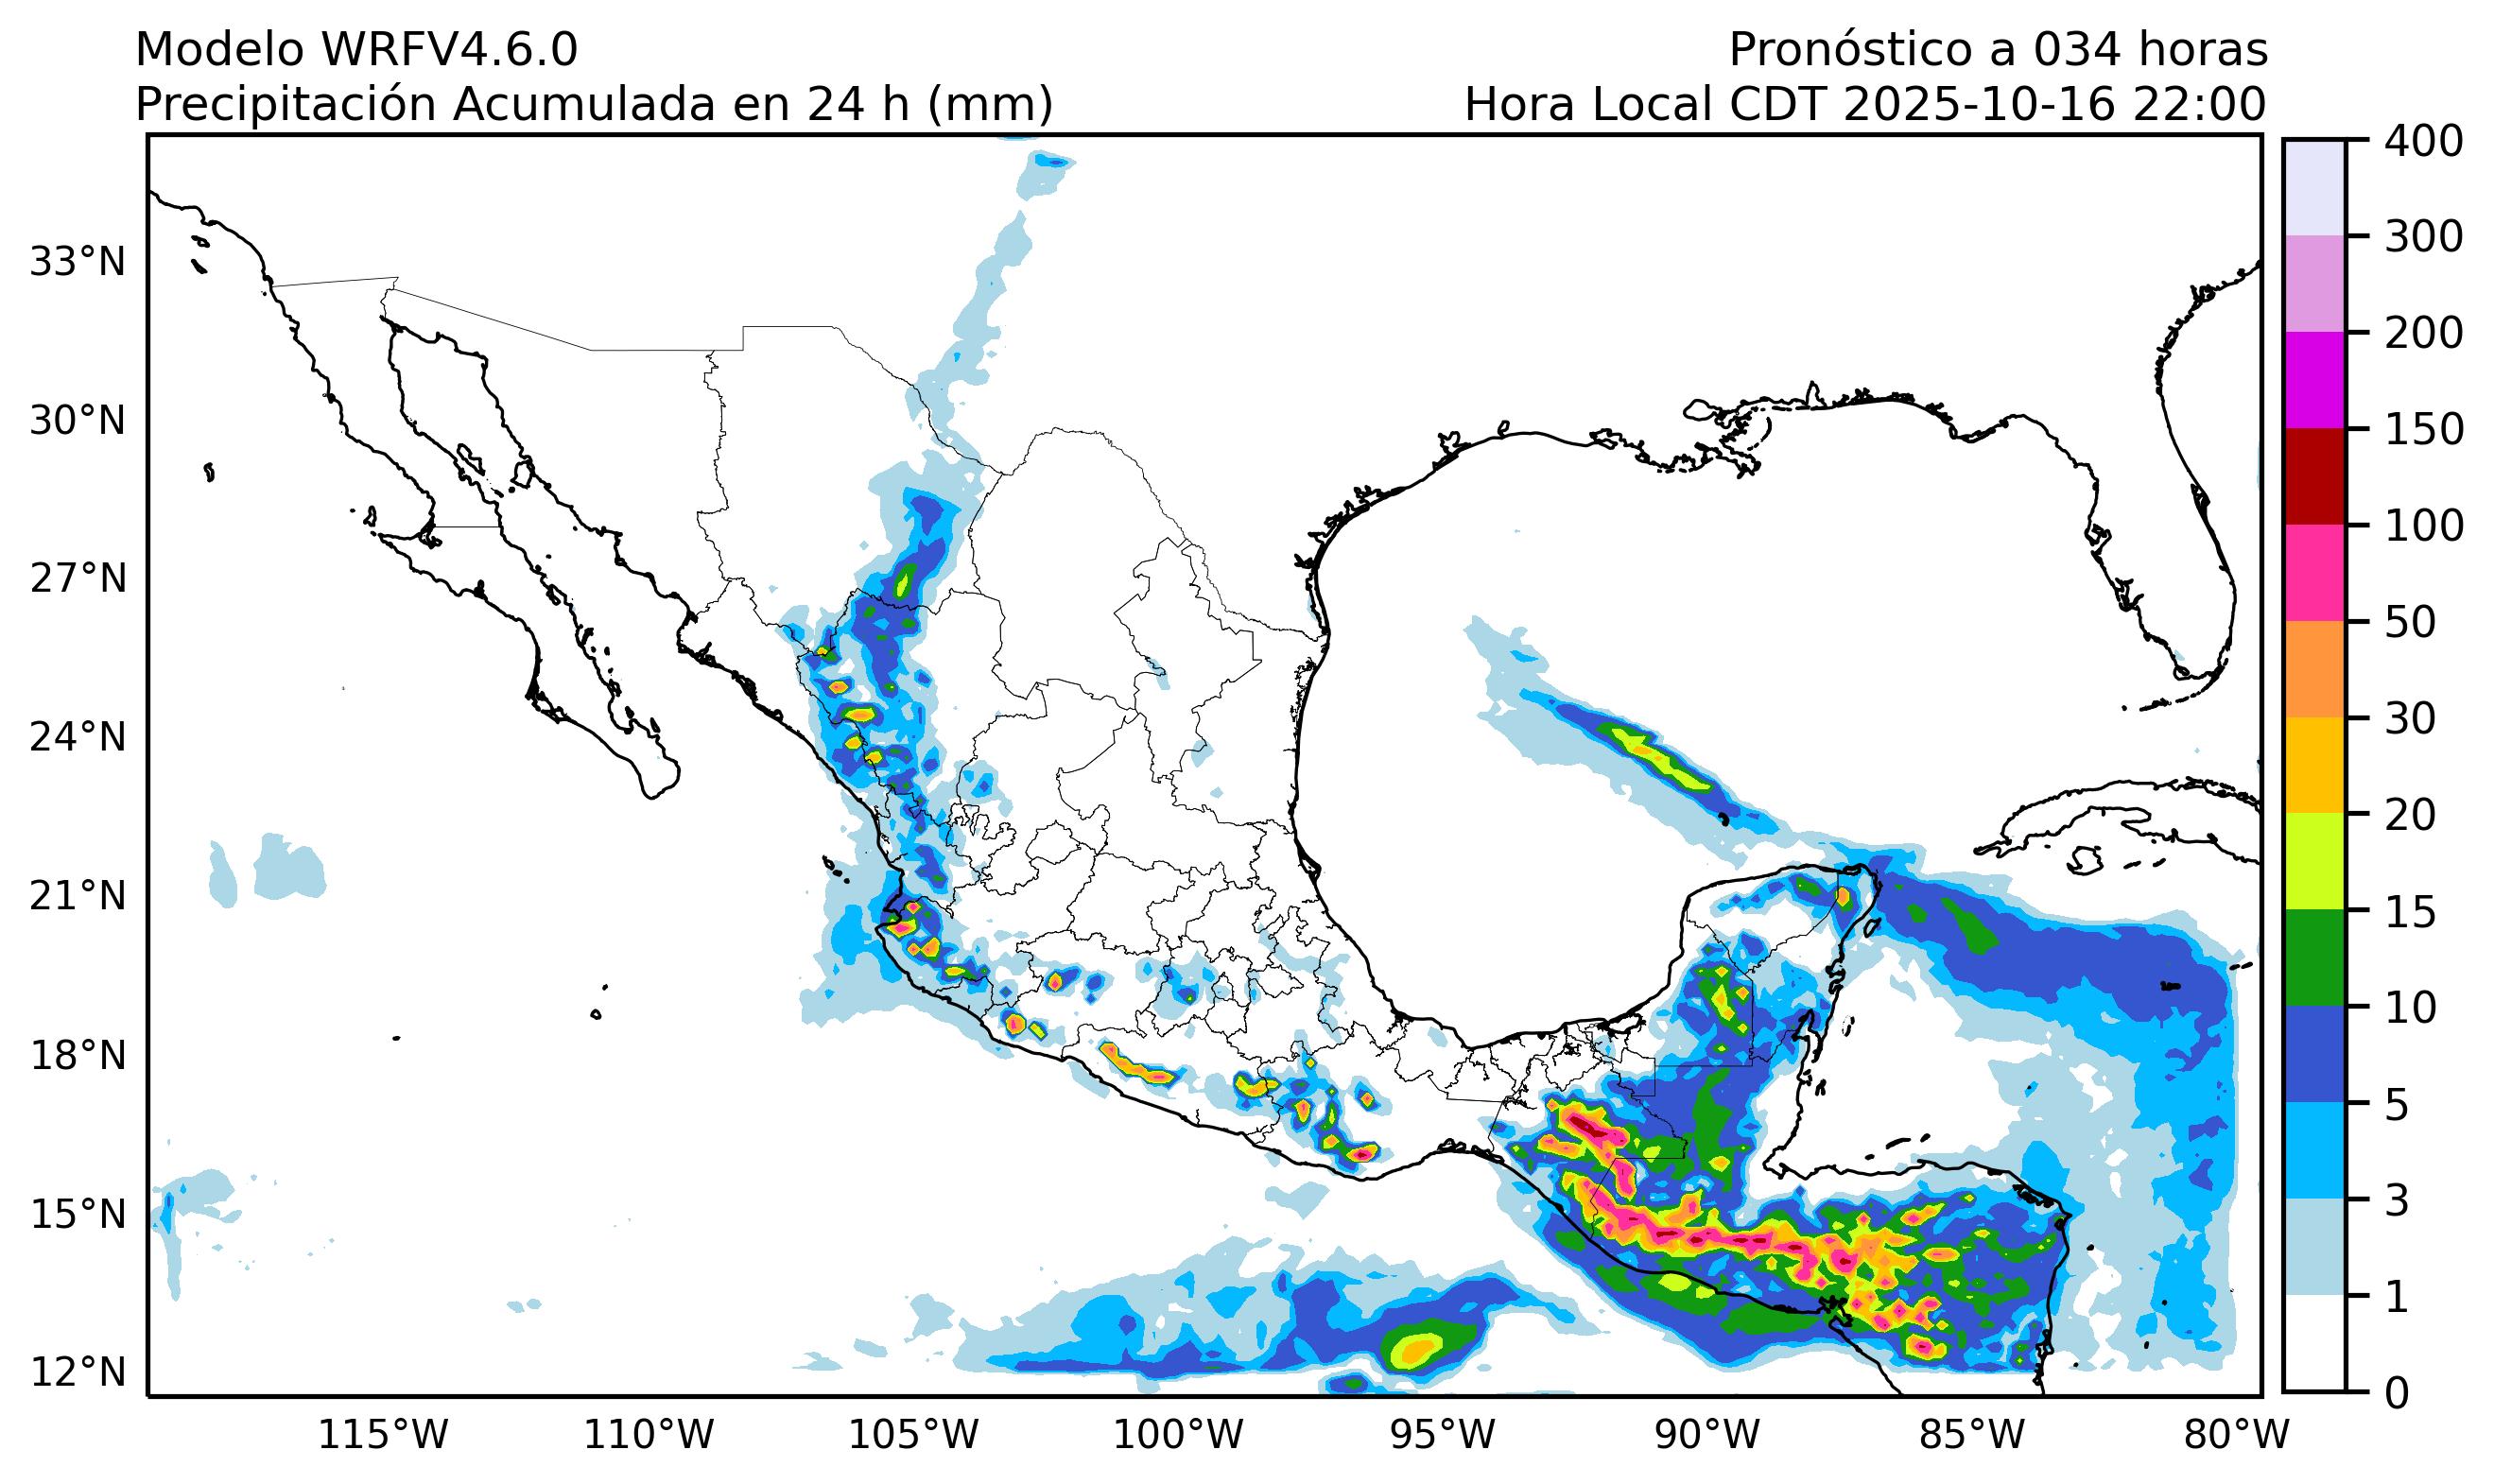 Modelo WRFV4.6.0
Pronóstico a 034 horas
Precipitación Acumulada en 24 h (mm)
Hora Local CDT 2025-10-16 22:00
33°N
30°N
27°N
24°N
21°N
18°N
15°N
12°N
115°W
110°W
105°W
100°W
95°W
90°W
85°W
80°W
400
300
200
150
100
50
30
20
15
10
5
3
1
0